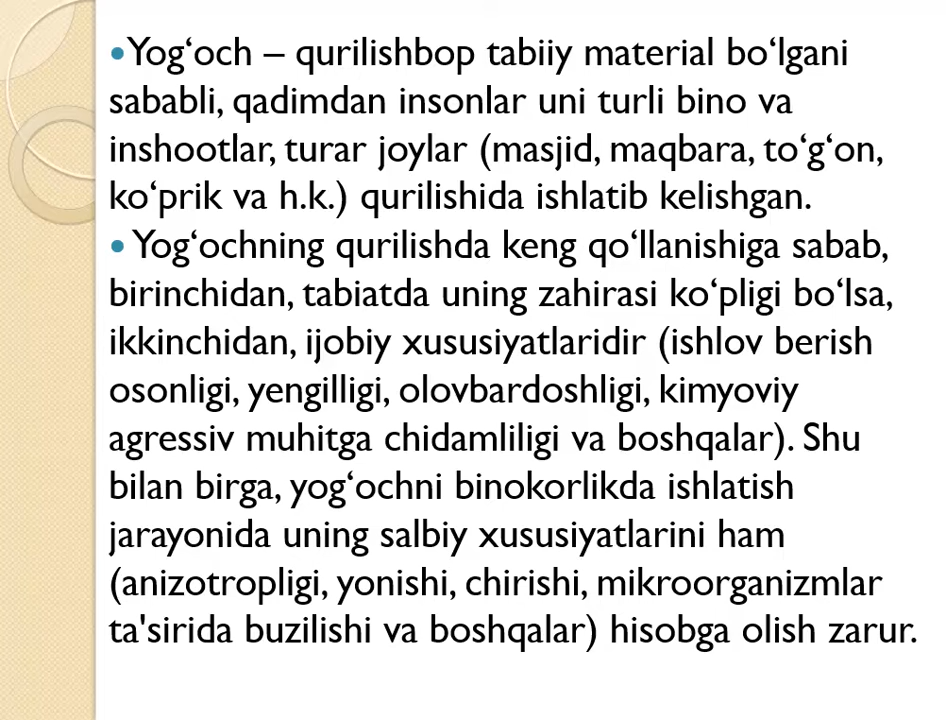 •Yog‘och – qurilishbop tabiiy material bo‘lgani
sababli, qadimdan insonlar uni turli bino va
inshootlar, turar joylar (masjid, maqbara, to‘g‘on,
ko‘prik va h.k.) qurilishida ishlatib kelishgan.
• Yog‘ochning qurilishda keng qo‘llanishiga sabab,
birinchidan, tabiatda uning zahirasi ko‘pligi bo‘lsa,
ikkinchidan, ijobiy xususiyatlaridir (ishlov berish
osonligi, yengilligi, olovbardoshligi, kimyoviy
agressiv muhitga chidamliligi va boshqalar). Shu
bilan birga, yog‘ochni binokorlikda ishlatish
jarayonida uning salbiy xususiyatlarini ham
(anizotropligi, yonishi, chirishi, mikroorganizmlar
ta'sirida buzilishi va boshqalar) hisobga olish zarur.